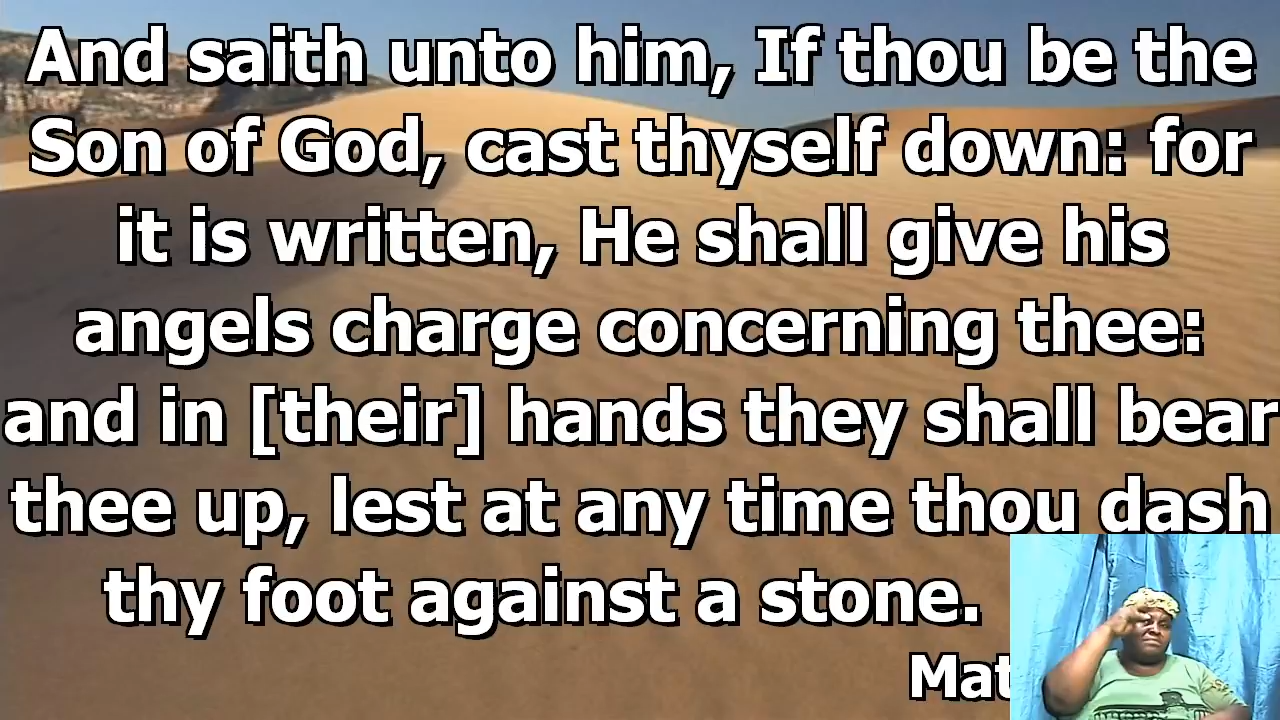 And saith unto him, If thou be the
Son of God, cast thyself down: for
it is written, He shall give his
angels charge concerning thee:
and in [their] hands they shall bear
thee up, lest at any time thou dash
thy foot against a stone.
Mat